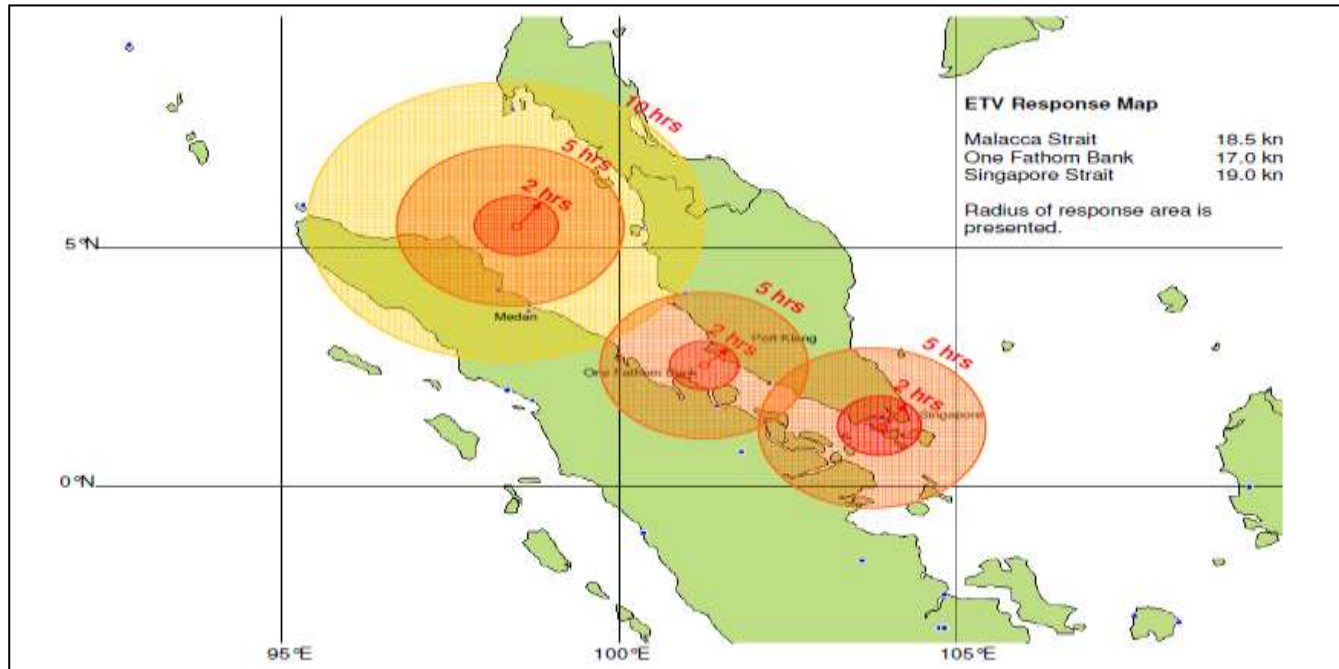 10 hrs
5 hrs
2 hrs
ETV Response Map
Malacca Strait 18.5 kn
One Fathom Bank 17.0 kn
Singapore Strait 19.0 kn
Radius of response area is
presented.
5°N
Medan
5 hrs
2 hrs
Port Klang
One Fathom Bank
5 hrs
2 hrs
Singapore
0°N
95°E
100°E
105°E